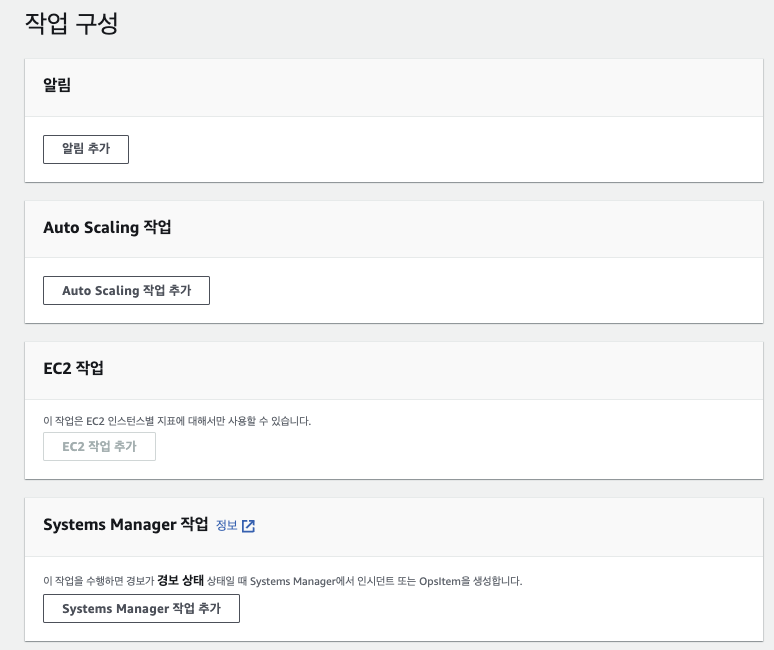 작업 구성
알림
알림 추가
Auto Scaling 작업
Auto Scaling 작업 추가
EC2 작업
이 작업은 EC2 인스턴스별 지표에 대해서만 사용할 수 있습니다.
EC2 작업 추가
Systems Manager 작업 정보
이 작업을 수행하면 경보가 경보 상태 상태일 때 Systems Manager에서 인시던트 또는 OpsItem을 생성합니다.
Systems Manager 작업 추가